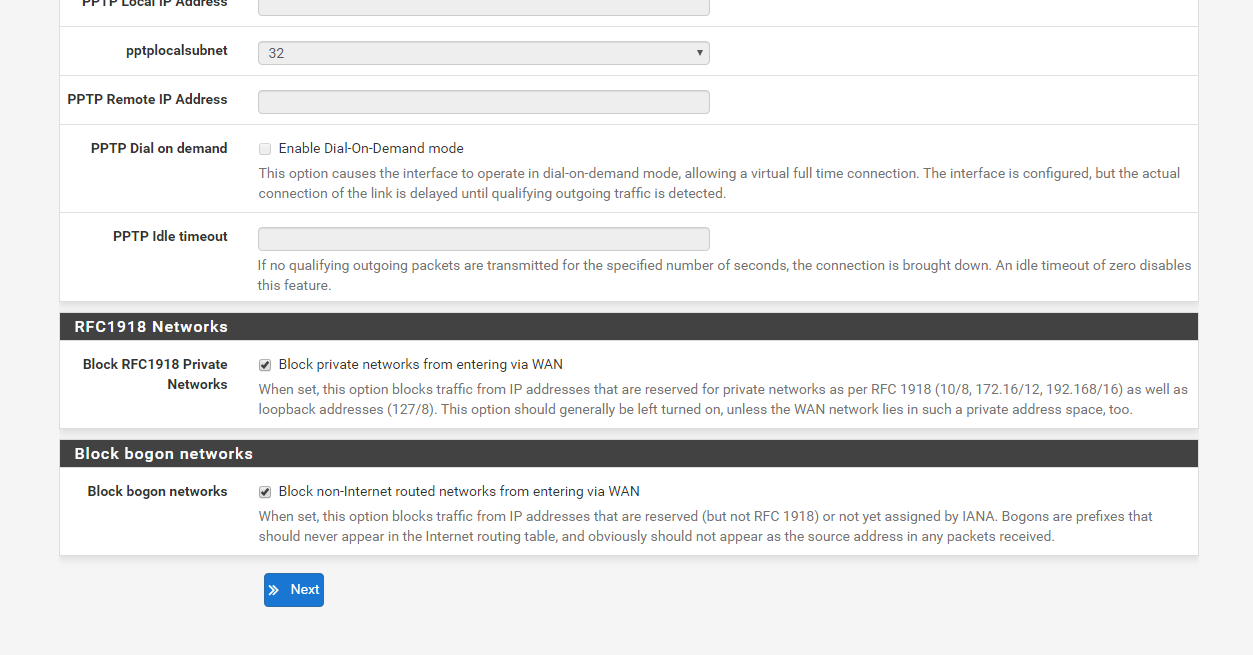 PPTP Local IP Address
pptplocalsubnet
32
PPTP Remote IP Address
PPTP Dial on demand
Enable Dial-On-Demand mode
This option causes the interface to operate in dial-on-demand mode, allowing a virtual full time connection. The interface is configured, but the actual
connection of the link is delayed until qualifying outgoing traffic is detected.
PPTP Idle timeout
If no qualifying outgoing packets are transmitted for the specified number of seconds, the connection is brought down. An idle timeout of zero disables
this feature.
RFC1918 Networks
Block RFC1918 Private
Networks
Block private networks from entering via WAN
When set, this option blocks traffic from IP addresses that are reserved for private networks as per RFC 1918 (10/8, 172.16/12, 192.168/16) as well as
loopback addresses (127/8). This option should generally be left turned on, unless the WAN network lies in such a private address space, too.
Block bogon networks
Block bogon networks
Block non-Internet routed networks from entering via WAN
When set, this option blocks traffic from IP addresses that are reserved (but not RFC 1918) or not yet assigned by IANA. Bogons are prefixes that
should never appear in the Internet routing table, and obviously should not appear as the source address in any packets received.
Next